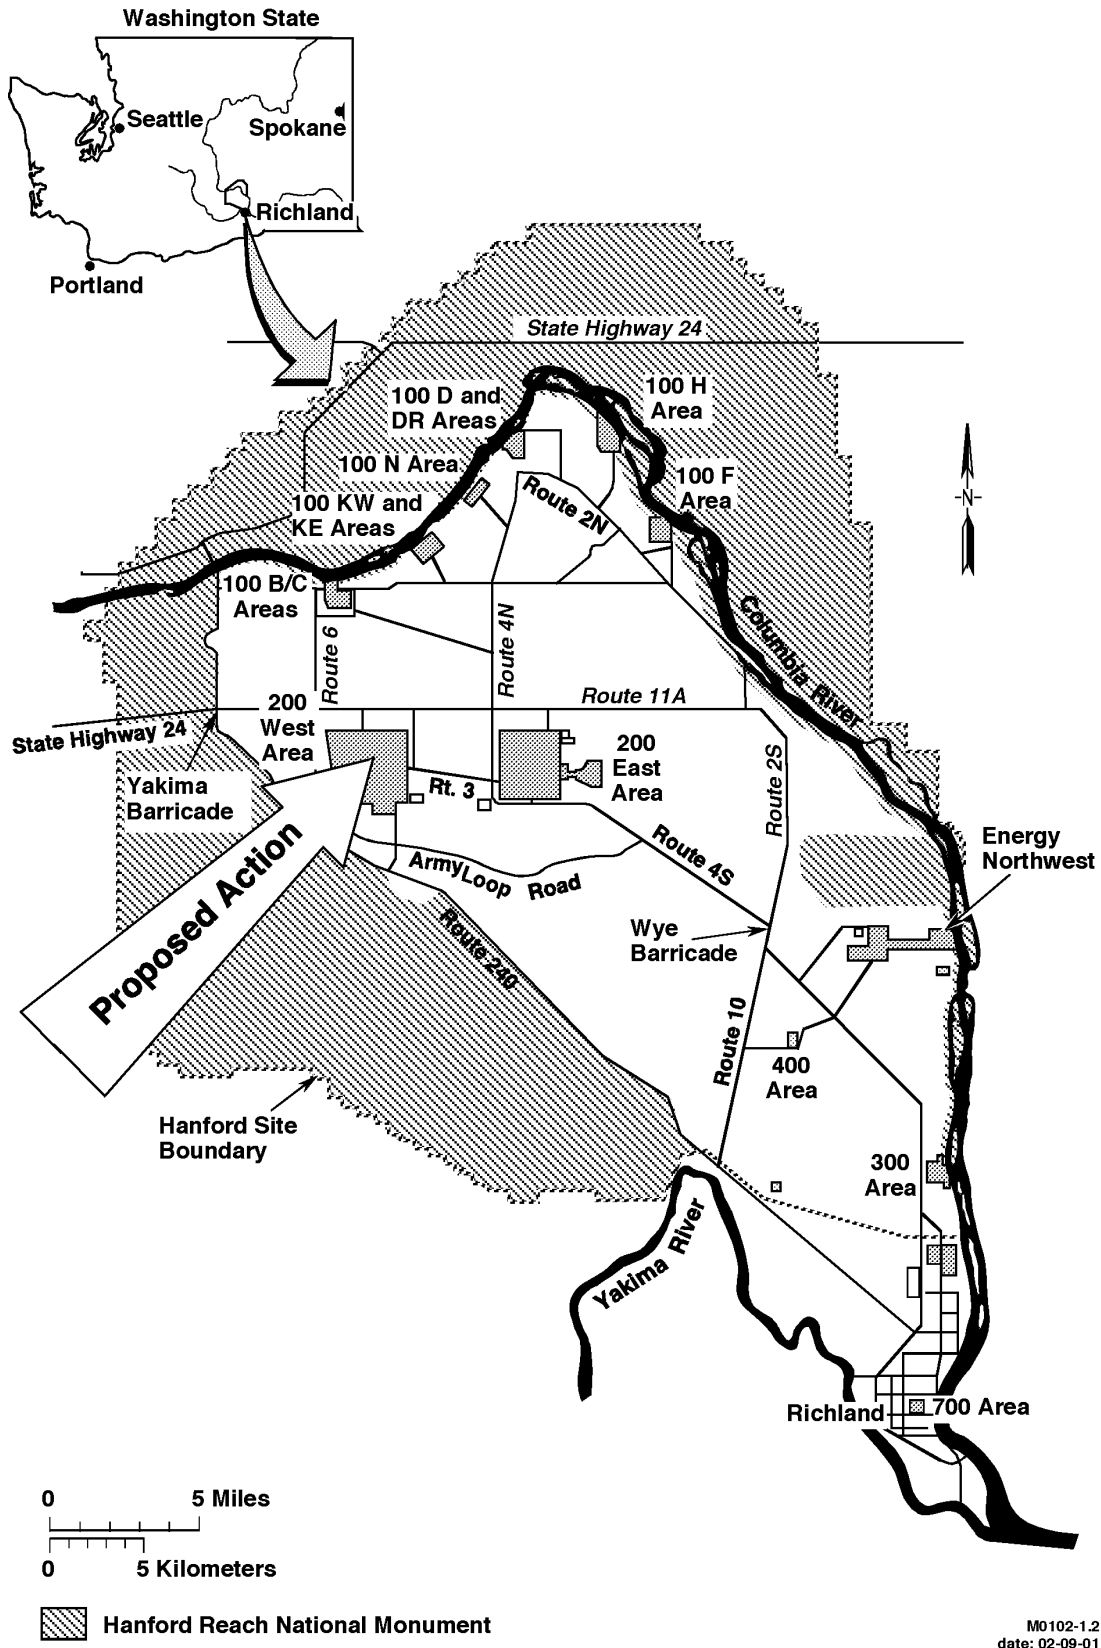 Washington State
Seattle
Spokane
Richland
Portland
State Highway 24
100 D and
DR Areas
100 H
Area
100 N Area
100 F
Area
100 KW and
KE Areas
Route 2N
-N-
100 B/C
Areas
Route 6
Route 4N
Columbia River
Route 11A
200
West
Area
State Highway 24
200
East
Area
Route 2S
Yakima
Barricade
Rt. 3
Energy
Northwest
Route 4S
Army Loop Road
Proposed Action
Wye
Barricade
Route 240
Route 10
400
Area
Hanford Site
Boundary
300
Area
Yakima River
Richland
700 Area
0 5 Miles
0 5 Kilometers
Hanford Reach National Monument
M0102-1.2
date: 02-09-01